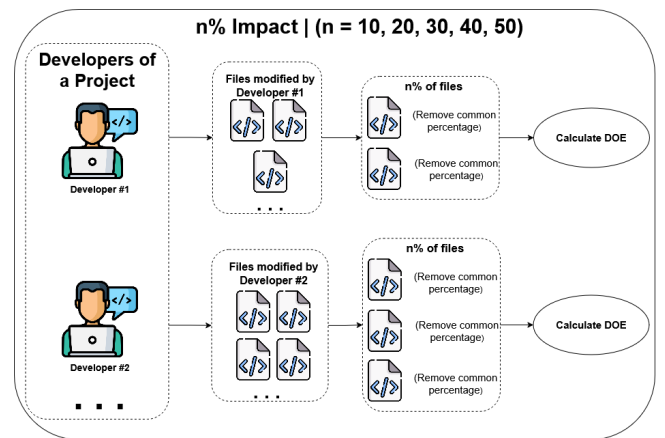 n% Impact | (n = 10, 20, 30, 40, 50)
Developers of
a Project
</>
Developer #1
Files modified by
Developer #1
</>
</>
</>
. . .
n% of files
</>
(Remove common
percentage)
</>
(Remove common
percentage)
Calculate DOE
</>
Developer #2
. . .
Files modified by
Developer #2
</>
</>
</>
</>
. . .
n% of files
</>
(Remove common
percentage)
</>
(Remove common
percentage)
</>
(Remove common
percentage)
Calculate DOE